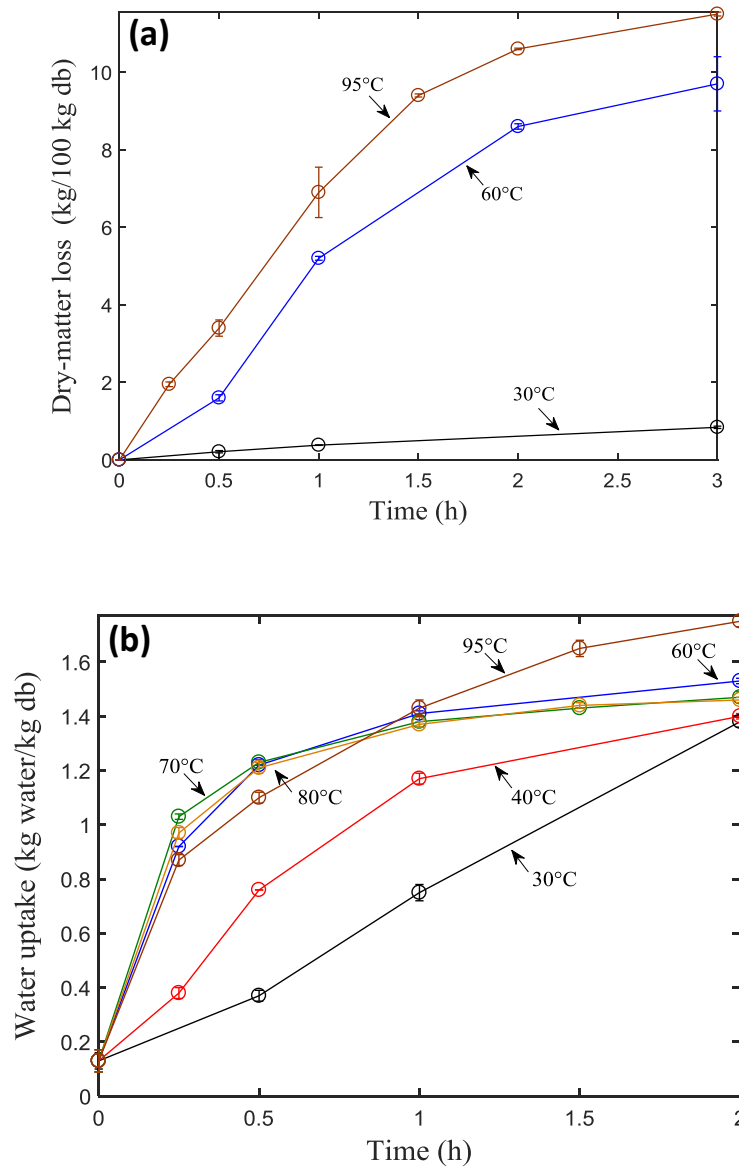 (a)
Dry-matter loss (kg/100 kg db)
10
8
6
4
2
0
95°C
60°C
30°C
0 0.5 1 1.5 2 2.5 3
Time (h)
(b)
Water uptake (kg water/kg db)
1.6
1.4
1.2
1
0.8
0.6
0.4
0.2
0
95°C
60°C
70°C
80°C
40°C
30°C
0 0.5 1 1.5 2
Time (h)